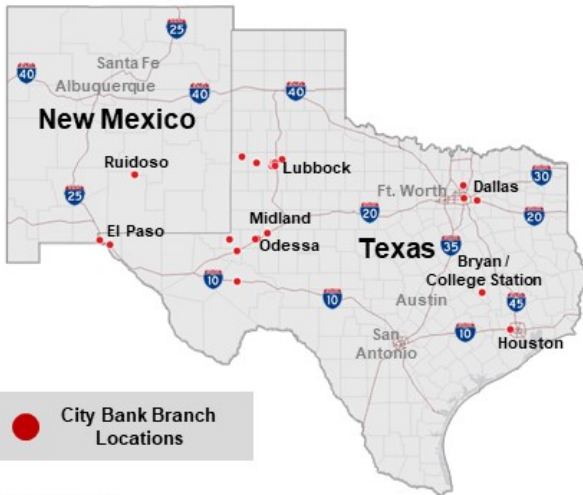 25
Santa Fe
40
Albuquerque
40
40
New Mexico
Ruidoso
Lubbock
Ft. Worth
Dallas
30
25
El Paso
Midland
Odessa
20
20
Texas
35
Bryan /
College Station
10
10
Austin
45
San
Antonio
10
Houston
City Bank Branch
Locations